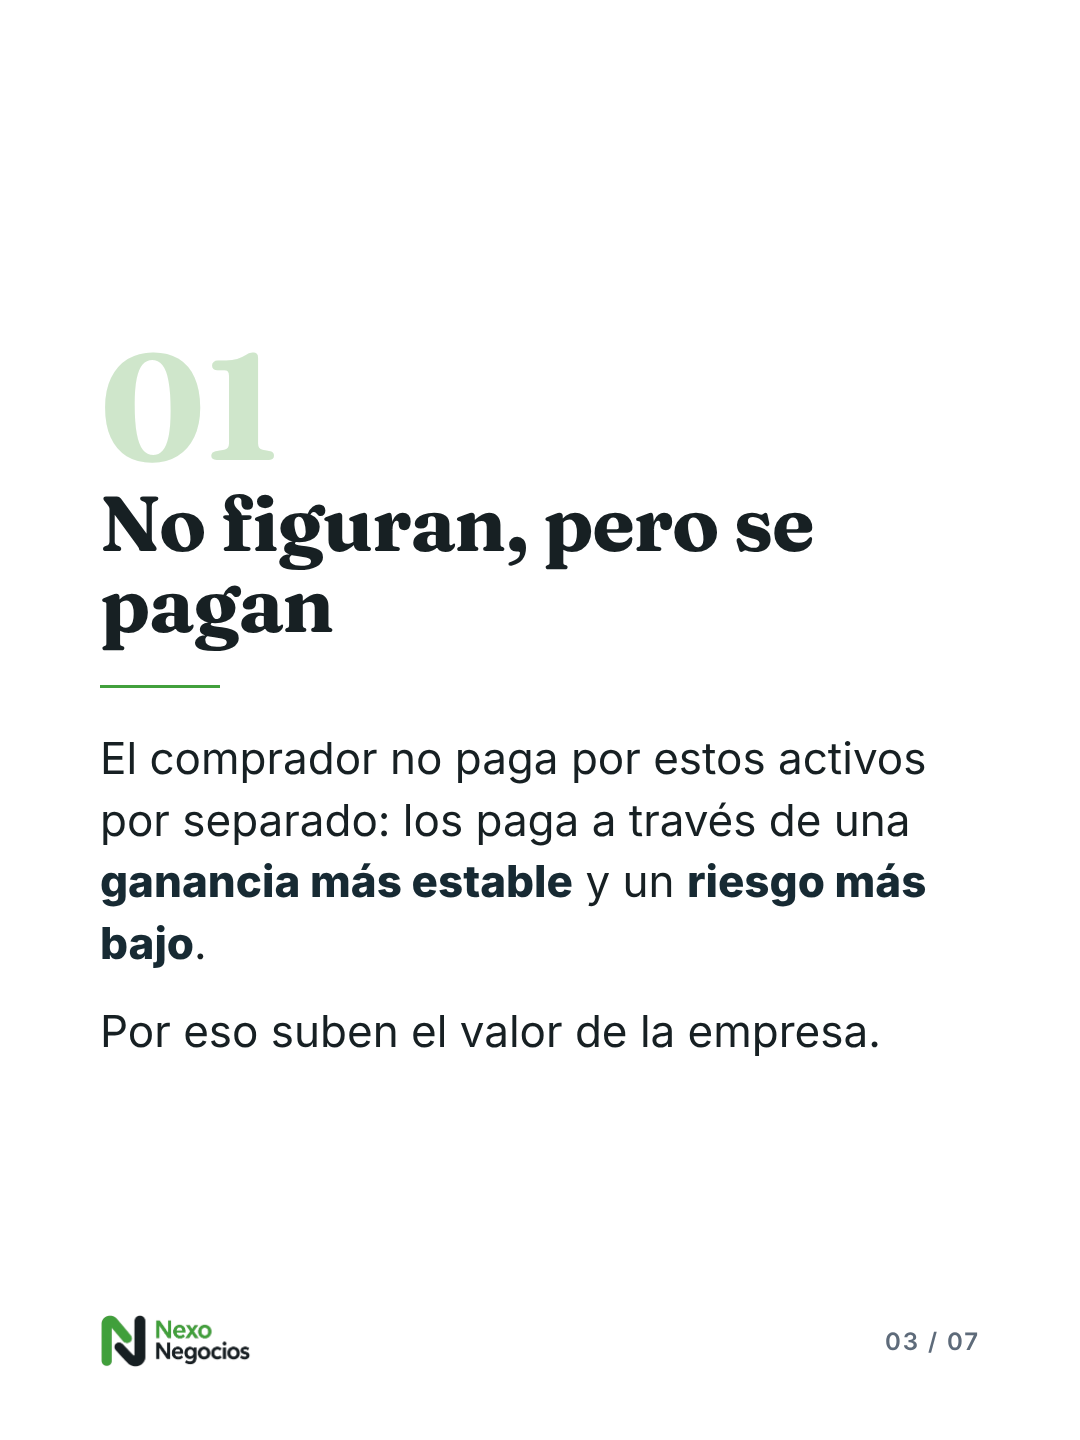 01
No figuran, pero se
pagan
El comprador no paga por estos activos
por separado: los paga a través de una
ganancia más estable y un riesgo más
bajo.
Por eso suben el valor de la empresa.
Nexo
Negocios
03 / 07